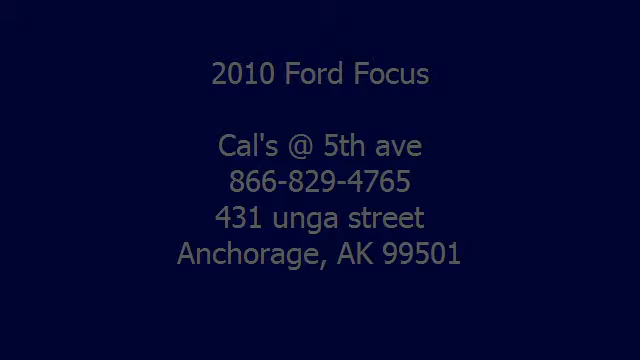 2010 Ford Focus
Cal's @ 5th ave
866-829-4765
431 unga street
Anchorage, AK 99501